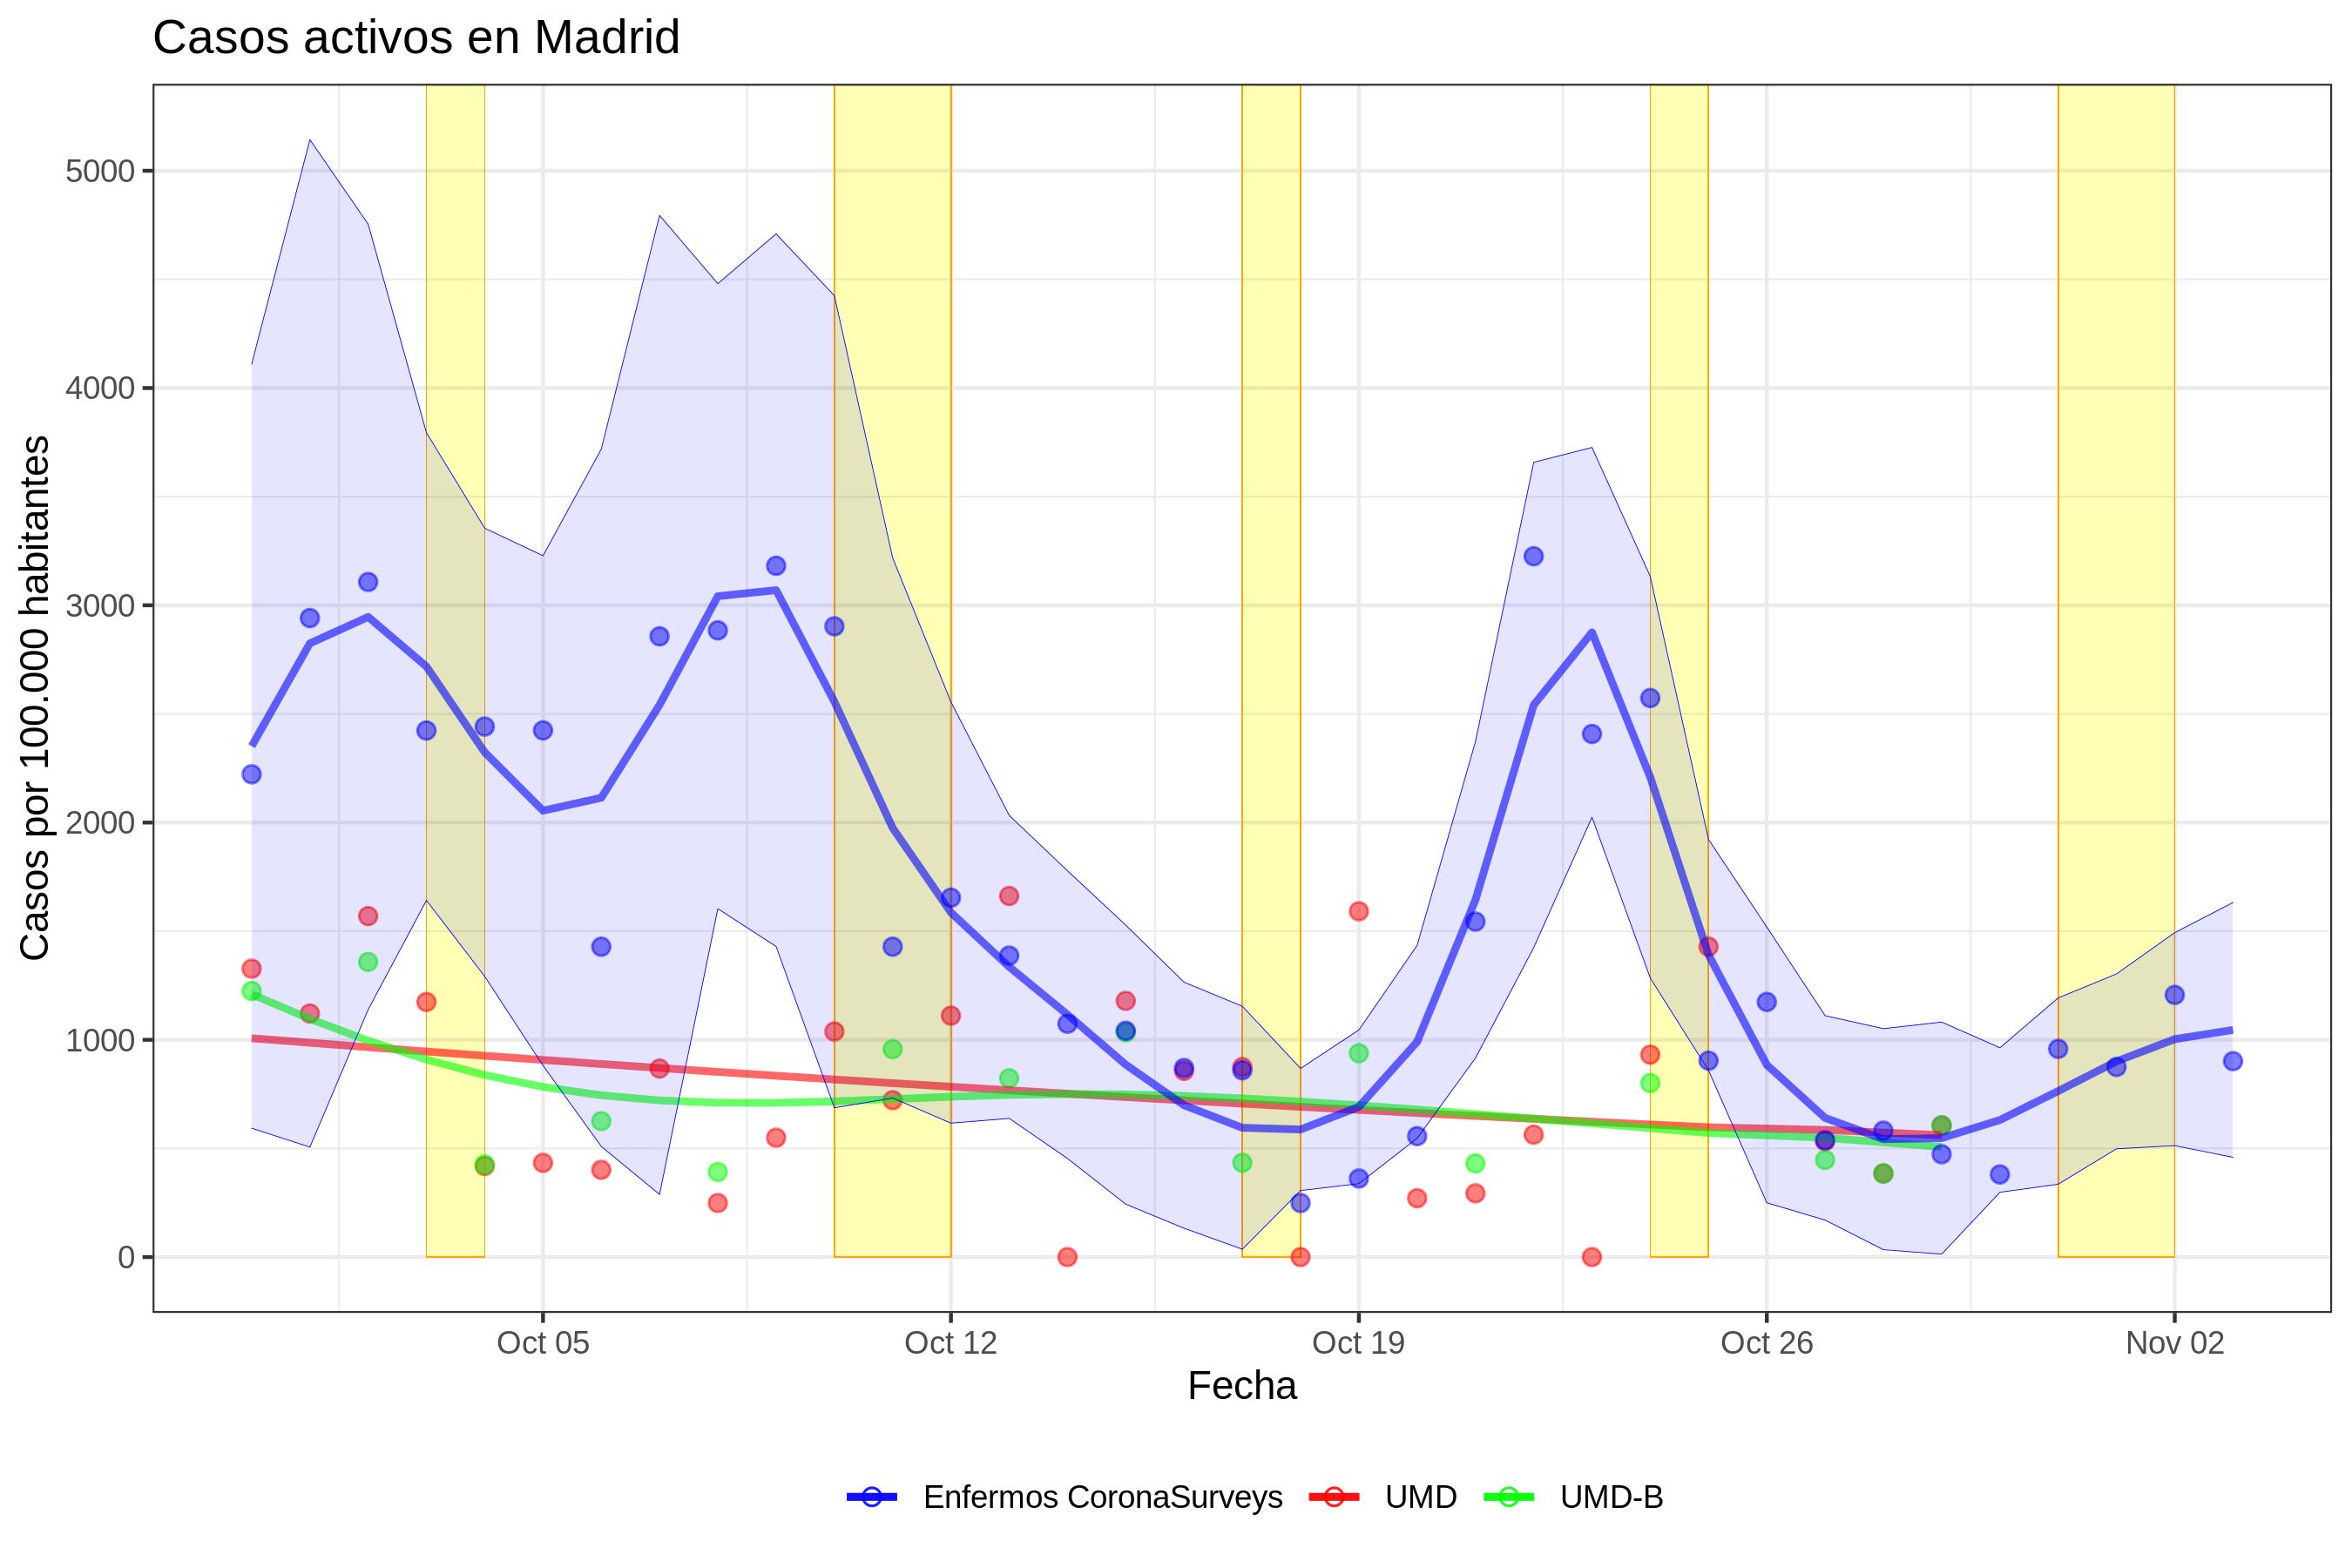 Casos activos en Madrid
Casos por 100.000 habitantes
5000
4000
3000
2000
1000
0
Oct 05 Oct 12 Oct 19 Oct 26 Nov 02
Fecha
Enfermos CoronaSurveys UMD UMD-B